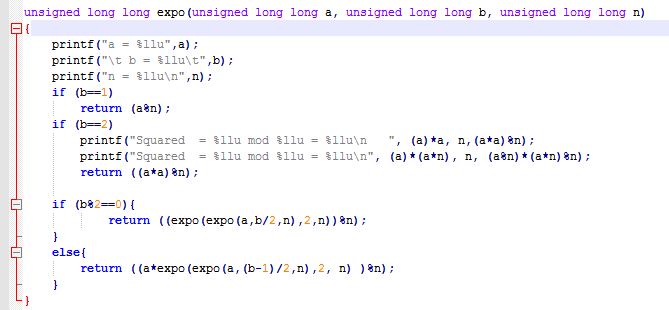 unsigned long long expo(unsigned long long a, unsigned long long b, unsigned long long n)
{
    printf("a = %llu",a);
    printf("\t b = %llu\t",b);
    printf("n = %llu\n",n);
    if (b==1)
        return (a%n);
    if (b==2)
        printf("Squared  = %llu mod %llu = %llu\n   ", (a)*a, n,(a*a)%n);
        printf("Squared  = %llu mod %llu = %llu\n", (a)*(a%n), n, (a%n)*(a%n)%n);
        return ((a*a)%n);

    if (b%2==0){
            return ((expo(expo(a,b/2,n),2,n))%n);
    }
    else{
        return ((a*expo(expo(a,(b-1)/2,n),2, n) )%n);
    }
}